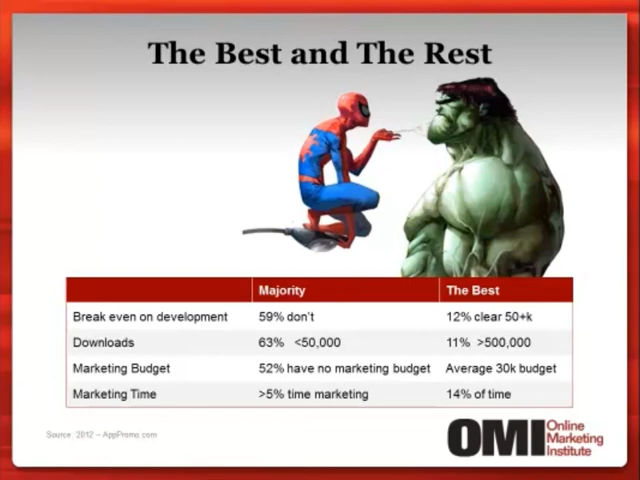 The Best and The Rest
Majority The Best
Break even on development 59% don't 12% clear 50+k
Downloads 63% <50,000 11% >500,000
Marketing Budget 52% have no marketing budget Average 30k budget
Marketing Time >5% time marketing 14% of time
Source 2012 – AppPromo.com
OMI Online
Marketing
Institute